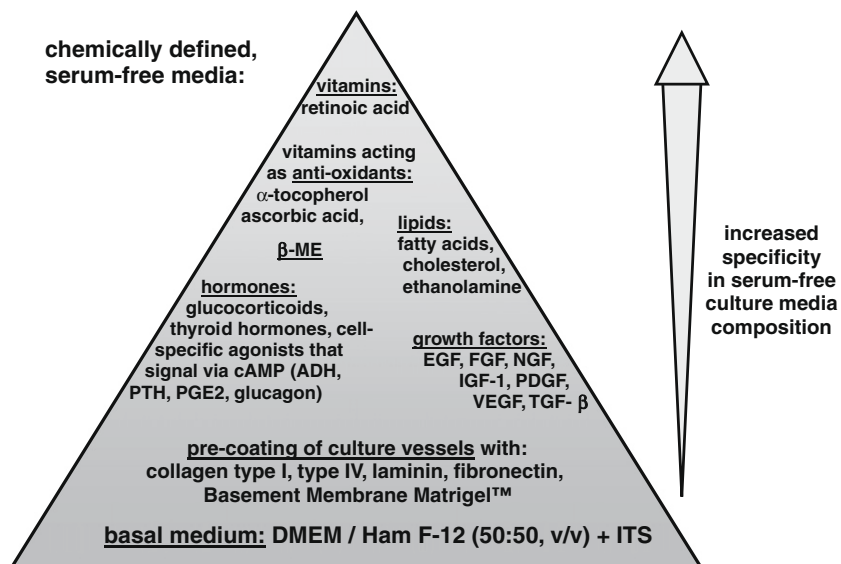 chemically defined,
serum-free media:
vitamins:
retinoic acid
vitamins acting
as anti-oxidants:
α-tocopherol
ascorbic acid,
β-ME
lipids:
fatty acids,
cholesterol,
ethanolamine
hormones:
glucocorticoids,
thyroid hormones, cell-
specific agonists that
signal via cAMP (ADH,
PTH, PGE2, glucagon)
growth factors:
EGF, FGF, NGF,
IGF-1, PDGF,
VEGF, TGF- β
pre-coating of culture vessels with:
collagen type I, type IV, laminin, fibronectin,
Basement Membrane Matrigel™
basal medium: DMEM / Ham F-12 (50:50, v/v) + ITS
increased
specificity
in serum-free
culture media
composition